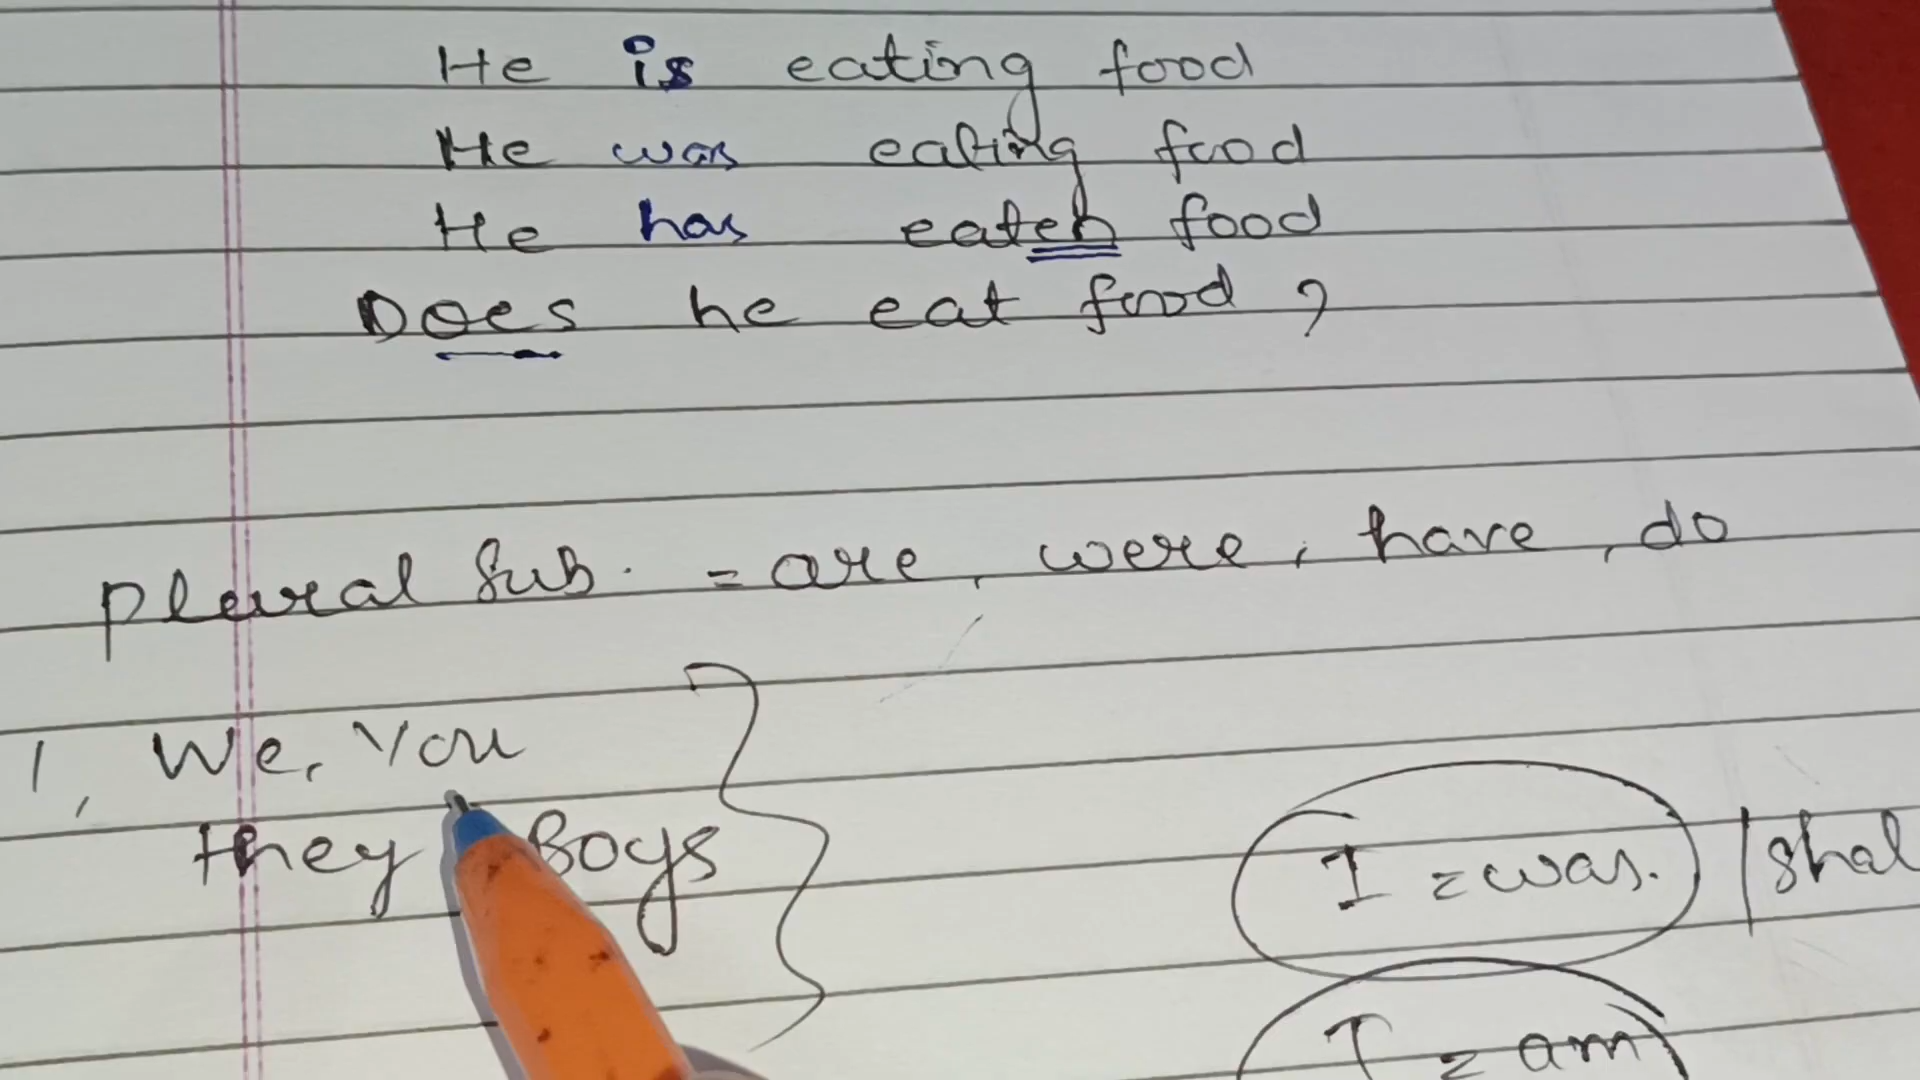 He is eating food
He was eating food
He has eaten food
Does he eat food ?
Plural Sub. = are, were, have, do
I, We, You
they Boys
I = was. | shal
I = am